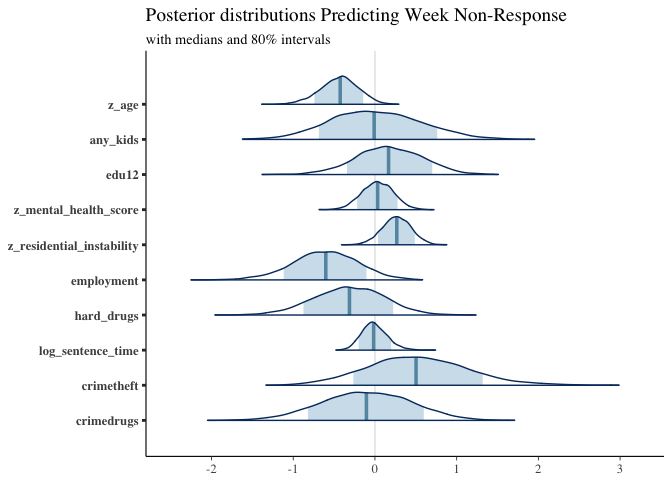 Posterior distributions Predicting Week Non-Response
with medians and 80% intervals
z_age
any_kids
edu12
z_mental_health_score
z_residential_instability
employment
hard_drugs
log_sentence_time
crimetheft
crimedrugs
-2 -1 0 1 2 3